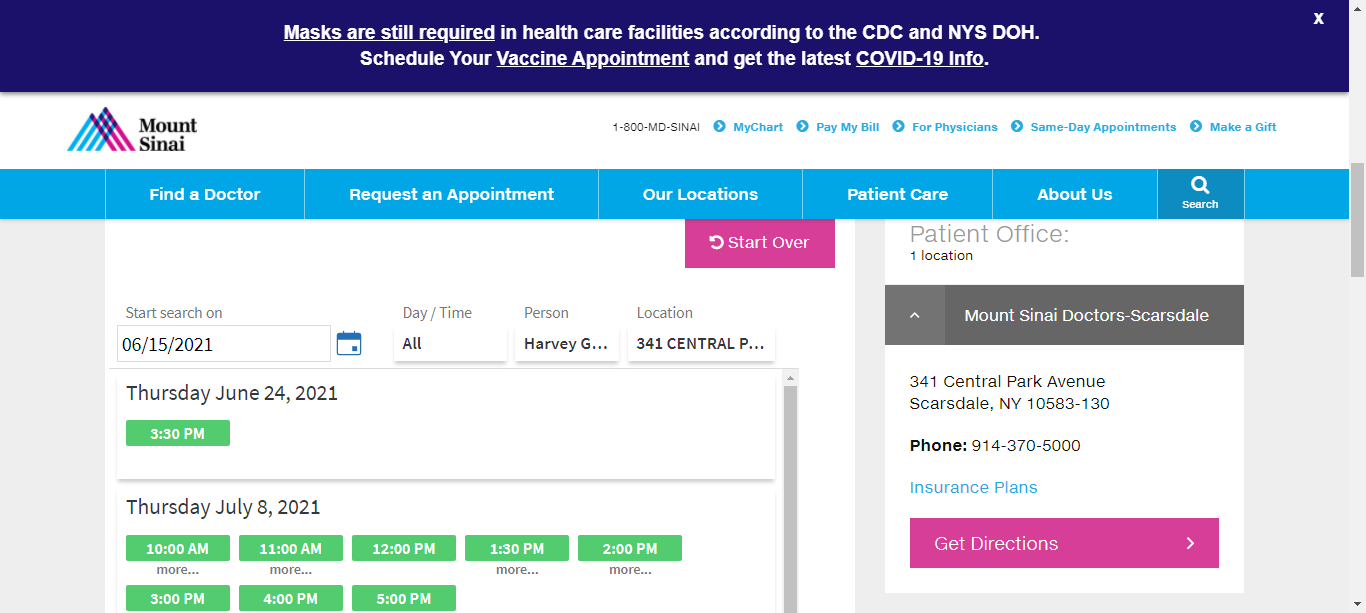 Masks are still required in health care facilities according to the CDC and NYS DOH.
Schedule Your Vaccine Appointment and get the latest COVID-19 Info.
X
Mount
Sinai
1-800-MD-SINAI MyChart Pay My Bill For Physicians Same-Day Appointments Make a Gift
Find a Doctor Request an Appointment Our Locations Patient Care About Us Search
Start Over
Start search on Day / Time Person Location
06/15/2021 All Harvey G... 341 CENTRAL P...
Thursday June 24, 2021
3:30 PM
Thursday July 8, 2021
10:00 AM 11:00 AM 12:00 PM 1:30 PM 2:00 PM
more... more... more... more...
3:00 PM 4:00 PM 5:00 PM
Patient Office:
1 location
Mount Sinai Doctors-Scarsdale
341 Central Park Avenue
Scarsdale, NY 10583-130
Phone: 914-370-5000
Insurance Plans
Get Directions